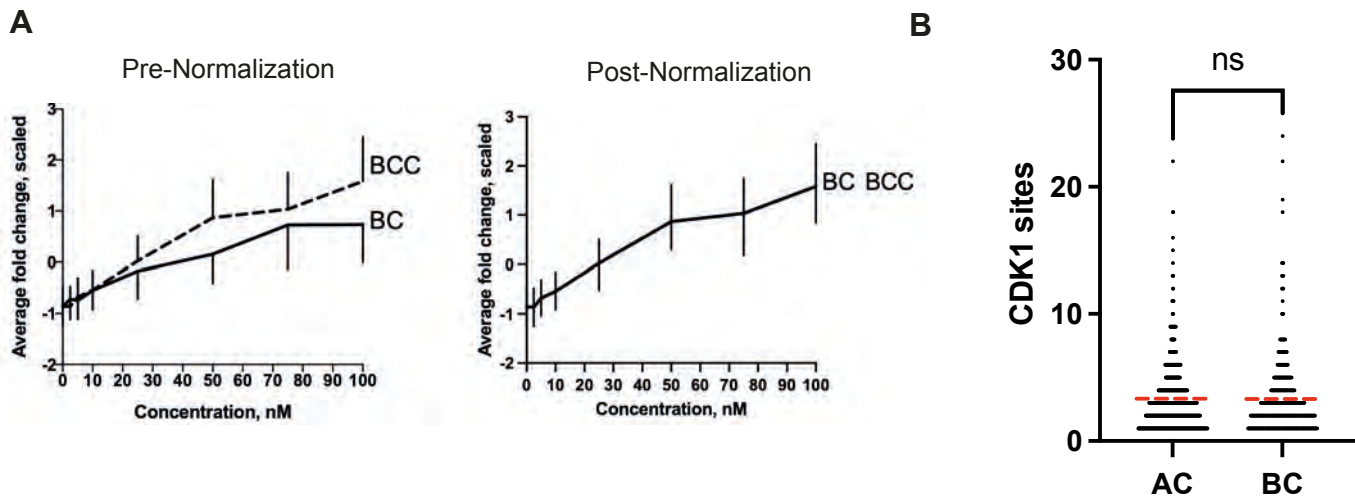 A
Pre-Normalization
Average fold change, scaled
3
2
1
0
-1
-2
BCC
BC
0 10 20 30 40 50 60 70 80 90 100
Concentration, nM
Post-Normalization
Average fold change, scaled
3
2
1
0
-1
-2
BC BCC
0 10 20 30 40 50 60 70 80 90 100
Concentration, nM
B
ns
CDK1 sites
30
20
10
0
AC BC